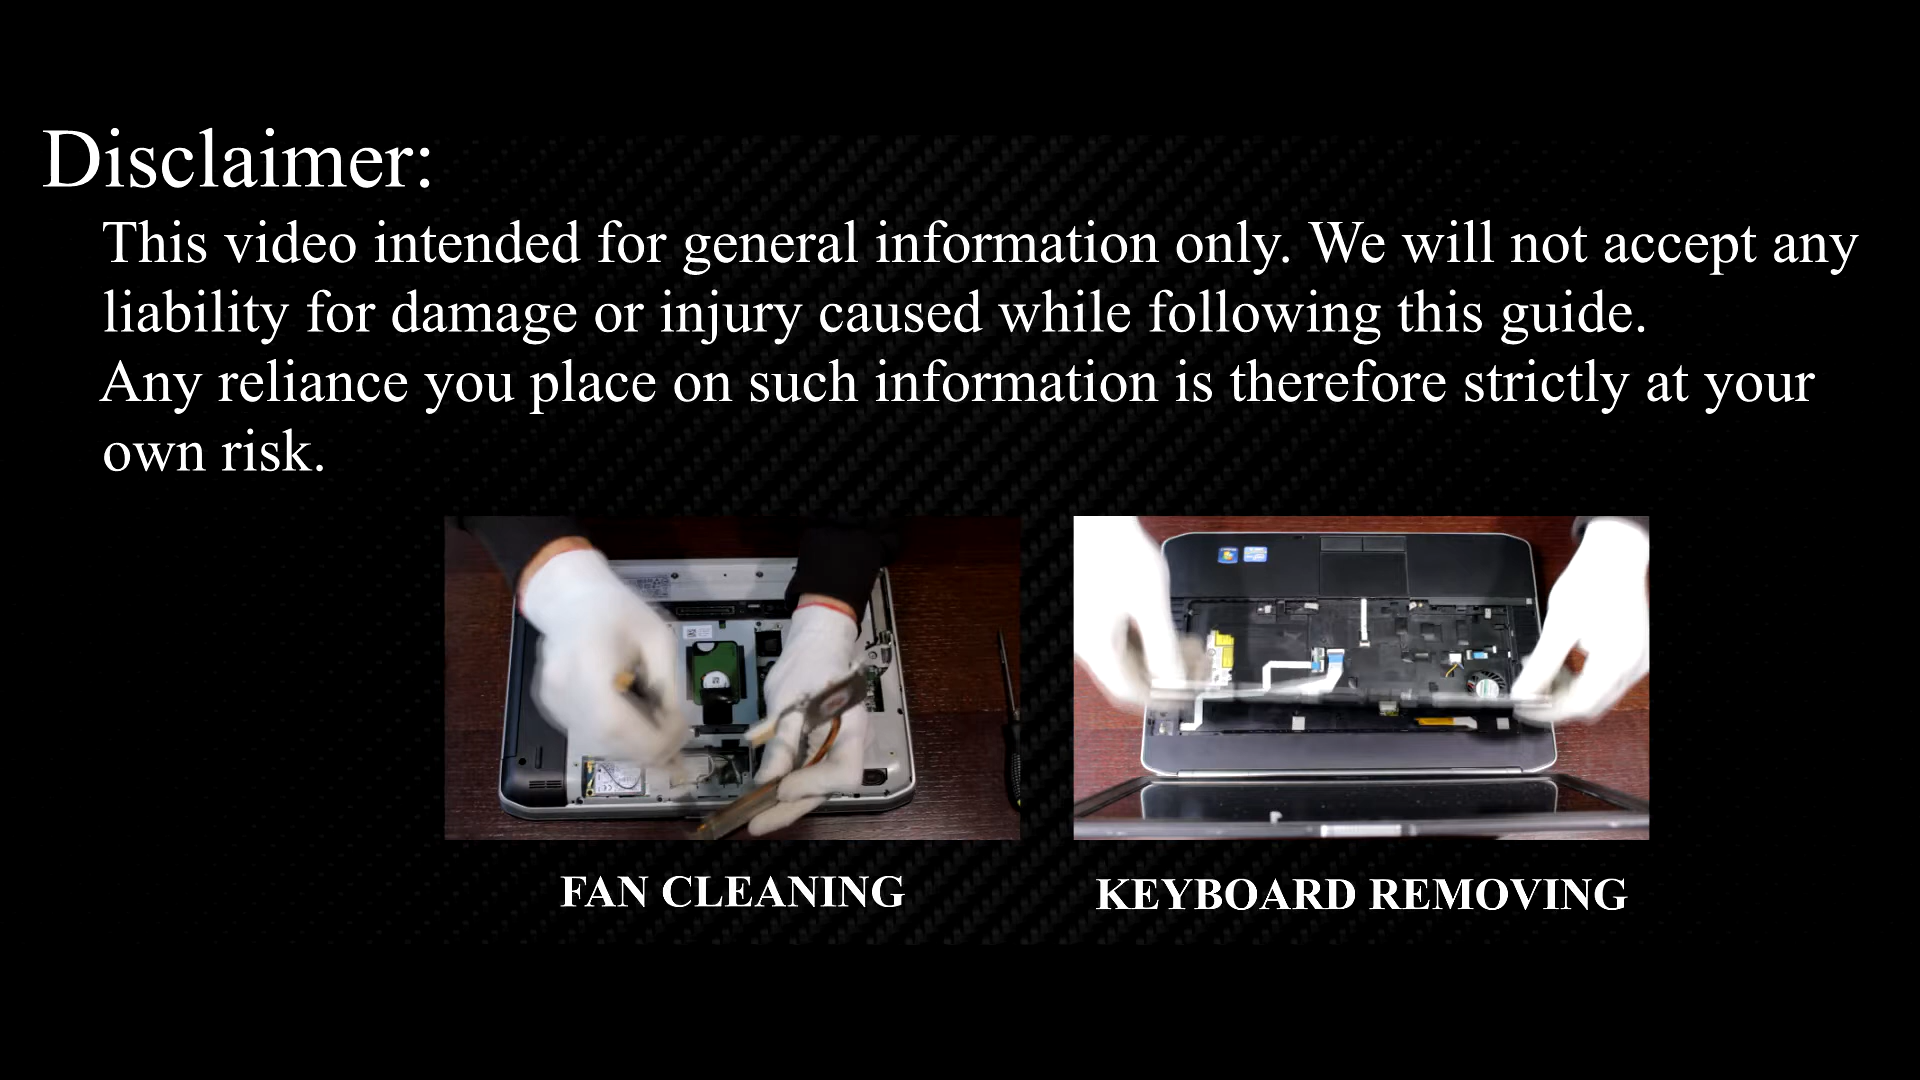 Disclaimer:
This video intended for general information only. We will not accept any
liability for damage or injury caused while following this guide.
Any reliance you place on such information is therefore strictly at your
own risk.
FAN CLEANING
KEYBOARD REMOVING